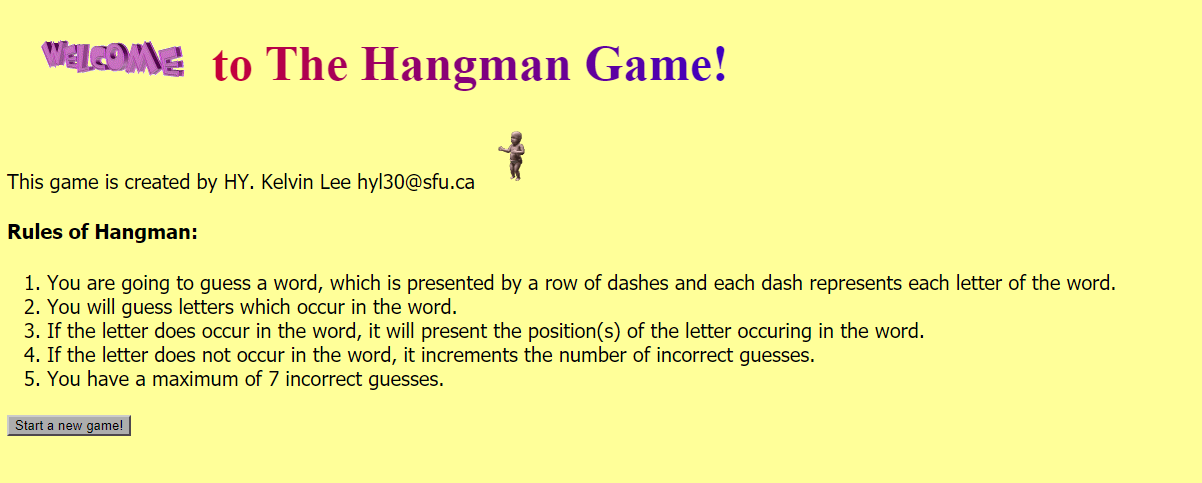 WELCOME to The Hangman Game!
This game is created by HY. Kelvin Lee hyl30@sfu.ca
Rules of Hangman:
1. You are going to guess a word, which is presented by a row of dashes and each dash represents each letter of the word.
2. You will guess letters which occur in the word.
3. If the letter does occur in the word, it will present the position(s) of the letter occuring in the word.
4. If the letter does not occur in the word, it increments the number of incorrect guesses.
5. You have a maximum of 7 incorrect guesses.
Start a new game!